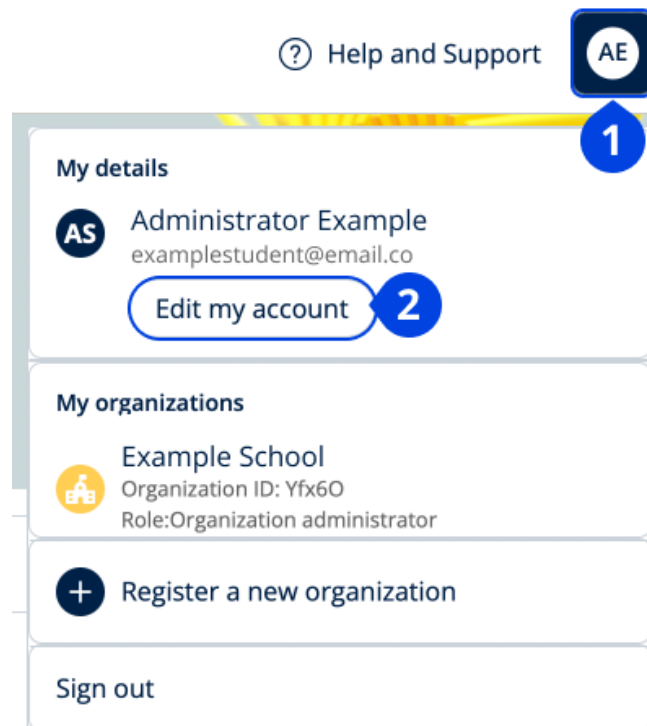 ? Help and Support AE
1
My details
AS Administrator Example
examplestudent@email.co
Edit my account 2
My organizations
Example School
Organization ID: Yfx6O
Role:Organization administrator
+ Register a new organization
Sign out